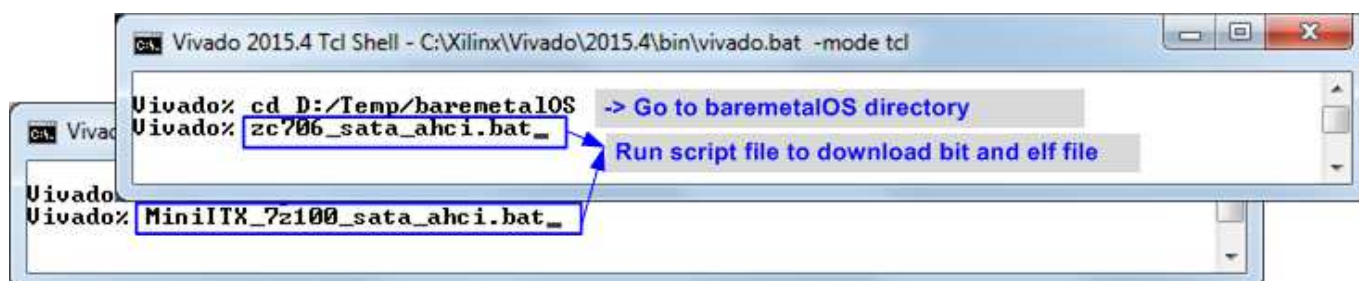 Vivado 2015.4 Tcl Shell - C:\Xilinx\Vivado\2015.4\bin\vivado.bat -mode tcl
Vivado% cd D:/Temp/baremetalOS -> Go to baremetalOS directory
Vivado% zc706_sata_ahci.bat_
Run script file to download bit and elf file
Vivad
Vivado
Vivado% MiniITX_7z100_sata_ahci.bat_